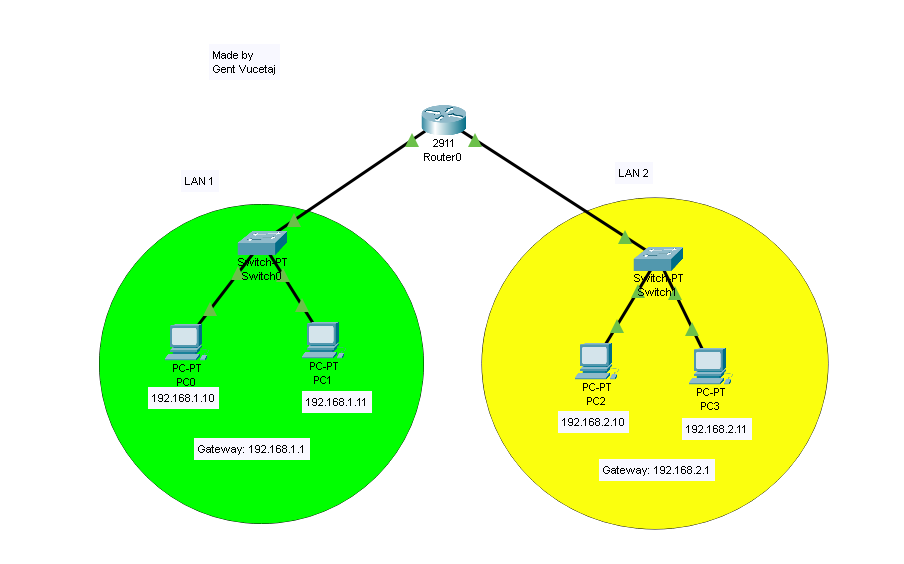 Made by
Gent Vucetaj
2911
Router0
LAN 1
LAN 2
Switch-PT
Switch0
Switch-PT
Switch1
PC-PT
PC0
192.168.1.10
PC-PT
PC1
192.168.1.11
PC-PT
PC2
192.168.2.10
PC-PT
PC3
192.168.2.11
Gateway: 192.168.1.1
Gateway: 192.168.2.1